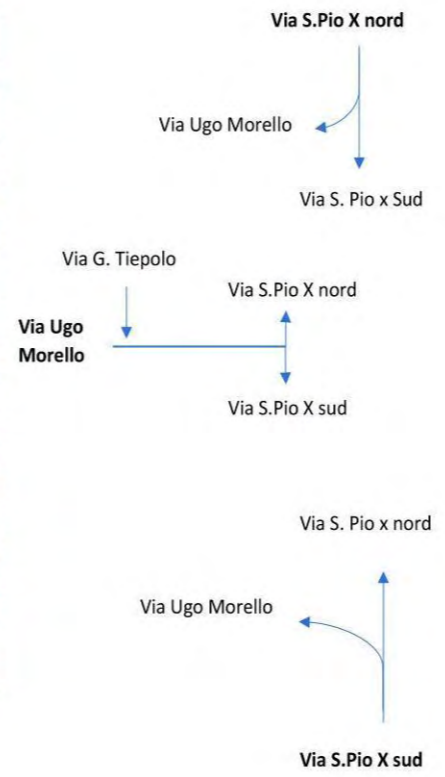 Via S.Pio X nord
Via Ugo Morello
Via S. Pio x Sud
Via G. Tiepolo
Via S.Pio X nord
Via Ugo
Morello
Via S.Pio X sud
Via S. Pio x nord
Via Ugo Morello
Via S.Pio X sud